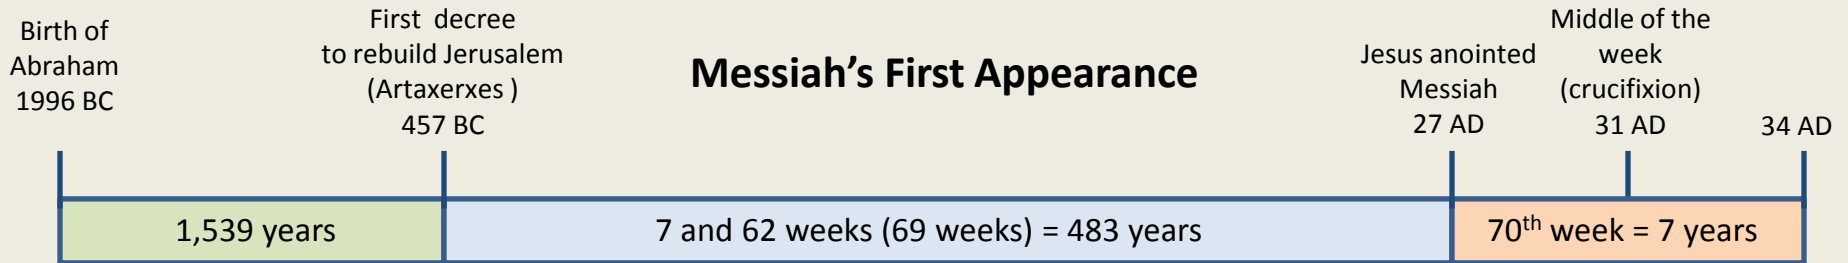 Birth of
Abraham
1996 BC
First decree
to rebuild Jerusalem
(Artaxerxes )
457 BC
Messiah's First Appearance
Jesus anointed
Messiah
27 AD
Middle of the
week
(crucifixion)
31 AD
34 AD
1,539 years
7 and 62 weeks (69 weeks) = 483 years
70th week = 7 years